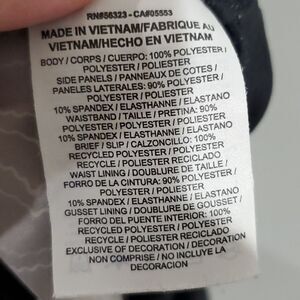 RN#56323 - CA#05553
MADE IN VIETNAM/FABRIQUE AU
VIETNAM/HECHO EN VIETNAM
BODY / CORPS / CUERPO: 100% POLYESTER /
POLYESTER / POLIESTER
SIDE PANELS / PANNEAUX DE COTES /
PANELES LATERALES: 90% POLYESTER /
POLYESTER / POLIESTER
10% SPANDEX / ELASTHANNE / ELASTANO
WAISTBAND / TAILLE / PRETINA: 90%
POLYESTER / POLYESTER / POLIESTER
10% SPANDEX / ELASTHANNE / ELASTANO
BRIEF / SLIP / CALZONCILLO: 100%
RECYCLED POLYESTER / POLYESTER
RECYCLE / POLIESTER RECICLADO
WAIST LINING / DOUBLURE DE TAILLE /
FORRO DE LA CINTURA: 90% POLYESTER /
POLYESTER / POLIESTER
10% SPANDEX / ELASTHANNE / ELASTANO
GUSSET LINING / DOUBLURE DE GOUSSET /
FORRO DEL PUENTE INTERIOR: 100%
RECYCLED POLYESTER / POLYESTER
RECYCLE / POLIESTER RECICLADO
EXCLUSIVE OF DECORATION / DECORATION
NON COMPRISE / NO INCLUYE LA
DECORACION